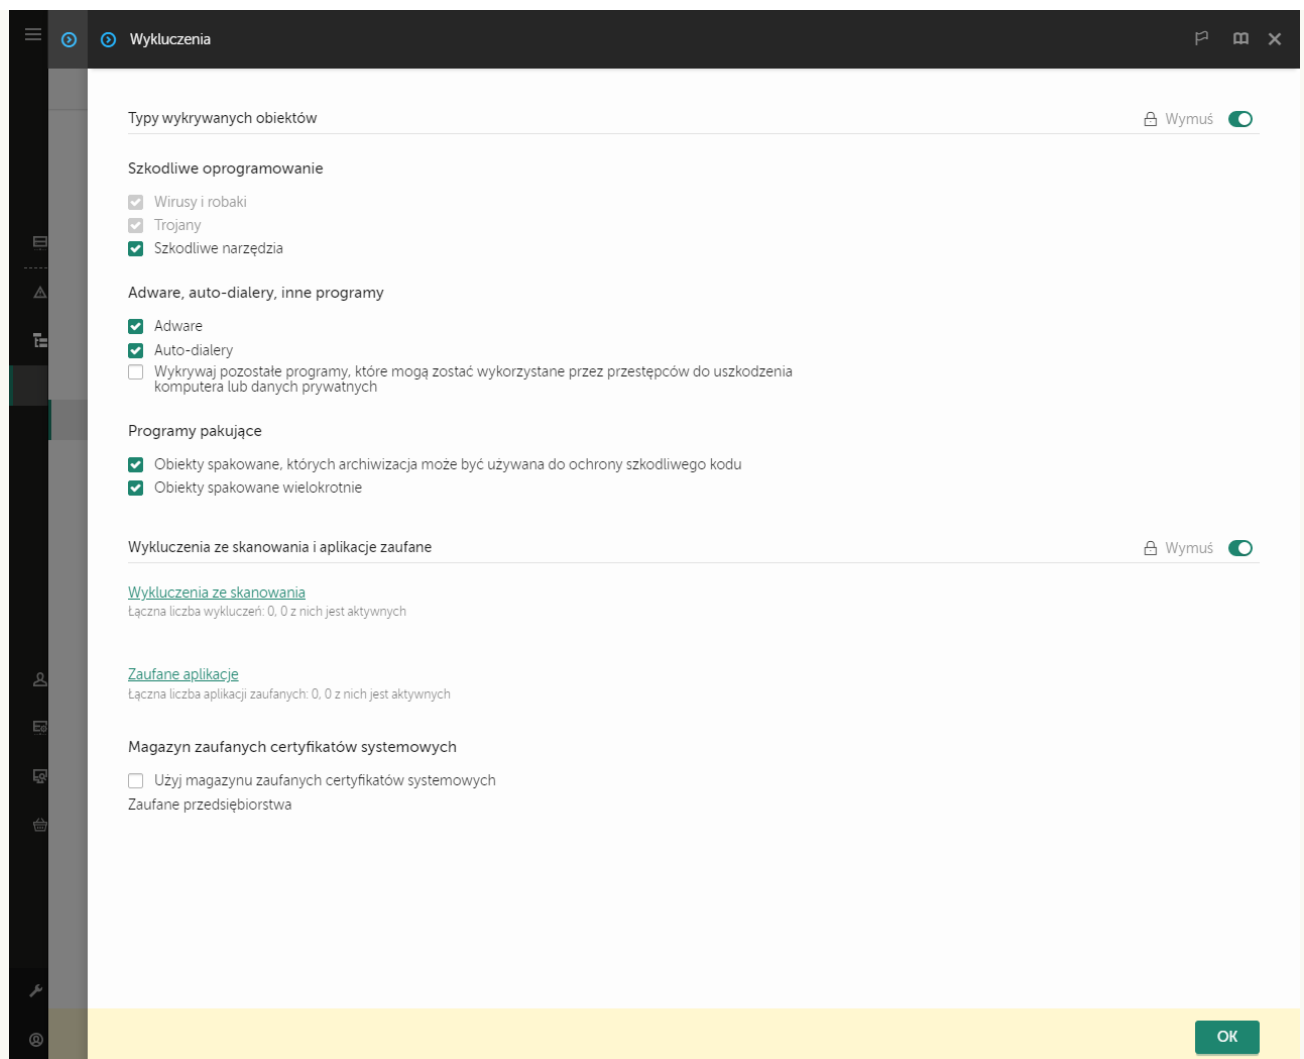 Wykluczenia
Typy wykrywanych obiektów
Wymuś
Szkodliwe oprogramowanie
Wirusy i robaki
Trojany
Szkodliwe narzędzia
Adware, auto-dialery, inne programy
Adware
Auto-dialery
Wykrywaj pozostałe programy, które mogą zostać wykorzystane przez przestępców do uszkodzenia
komputera lub danych prywatnych
Programy pakujące
Obiekty spakowane, których archiwizacja może być używana do ochrony szkodliwego kodu
Obiekty spakowane wielokrotnie
Wykluczenia ze skanowania i aplikacje zaufane
Wymuś
Wykluczenia ze skanowania
Łączna liczba wykluczeń: 0, 0 z nich jest aktywnych
Zaufane aplikacje
Łączna liczba aplikacji zaufanych: 0, 0 z nich jest aktywnych
Magazyn zaufanych certyfikatów systemowych
Użyj magazynu zaufanych certyfikatów systemowych
Zaufane przedsiębiorstwa
OK